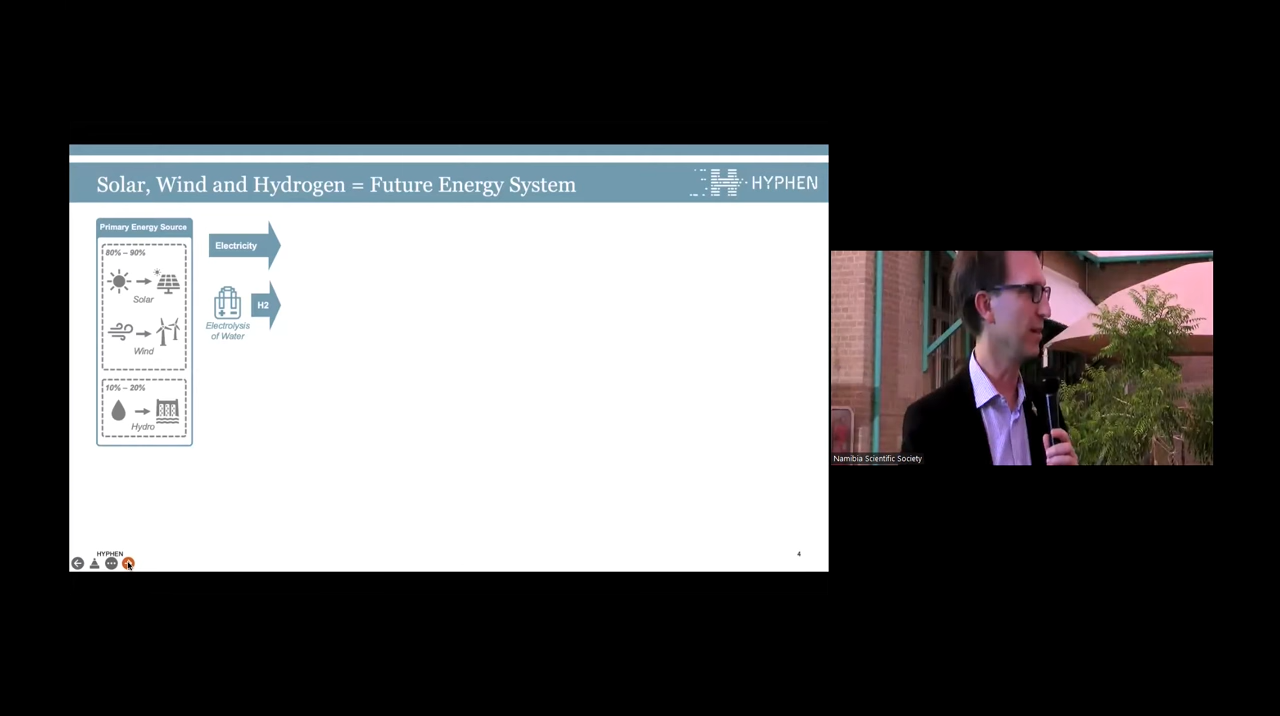 Solar, Wind and Hydrogen = Future Energy System
HYPHEN
Primary Energy Source
80% – 90%
Solar
Wind
10% – 20%
Hydro
Electricity
H2
Electrolysis
of Water
HYPHEN
4
Namibia Scientific Society